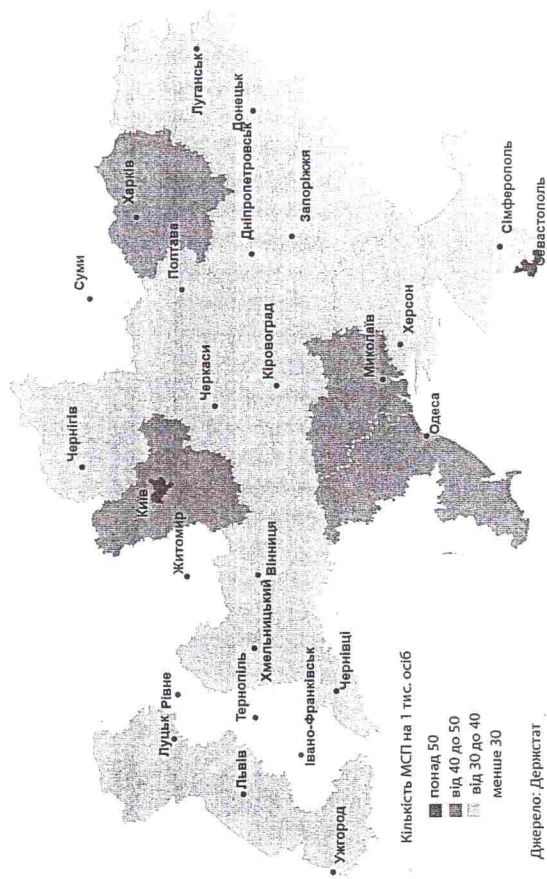 Суми
Чернігів
Луганськ
Харків
Київ
Житомир
Полтава
Луцьк
Рівне
Черкаси
Донецьк
Дніпропетровськ
Львів
Тернопіль
Хмельницький
Вінниця
Кіровоград
Запоріжжя
Івано-Франківськ
Ужгород
Чернівці
Миколаїв
Херсон
Одеса
Сімферополь
Севастополь
Кількість МСП на 1 тис. осіб
понад 50
від 40 до 50
від 30 до 40
менше 30
Джерело: Держстат